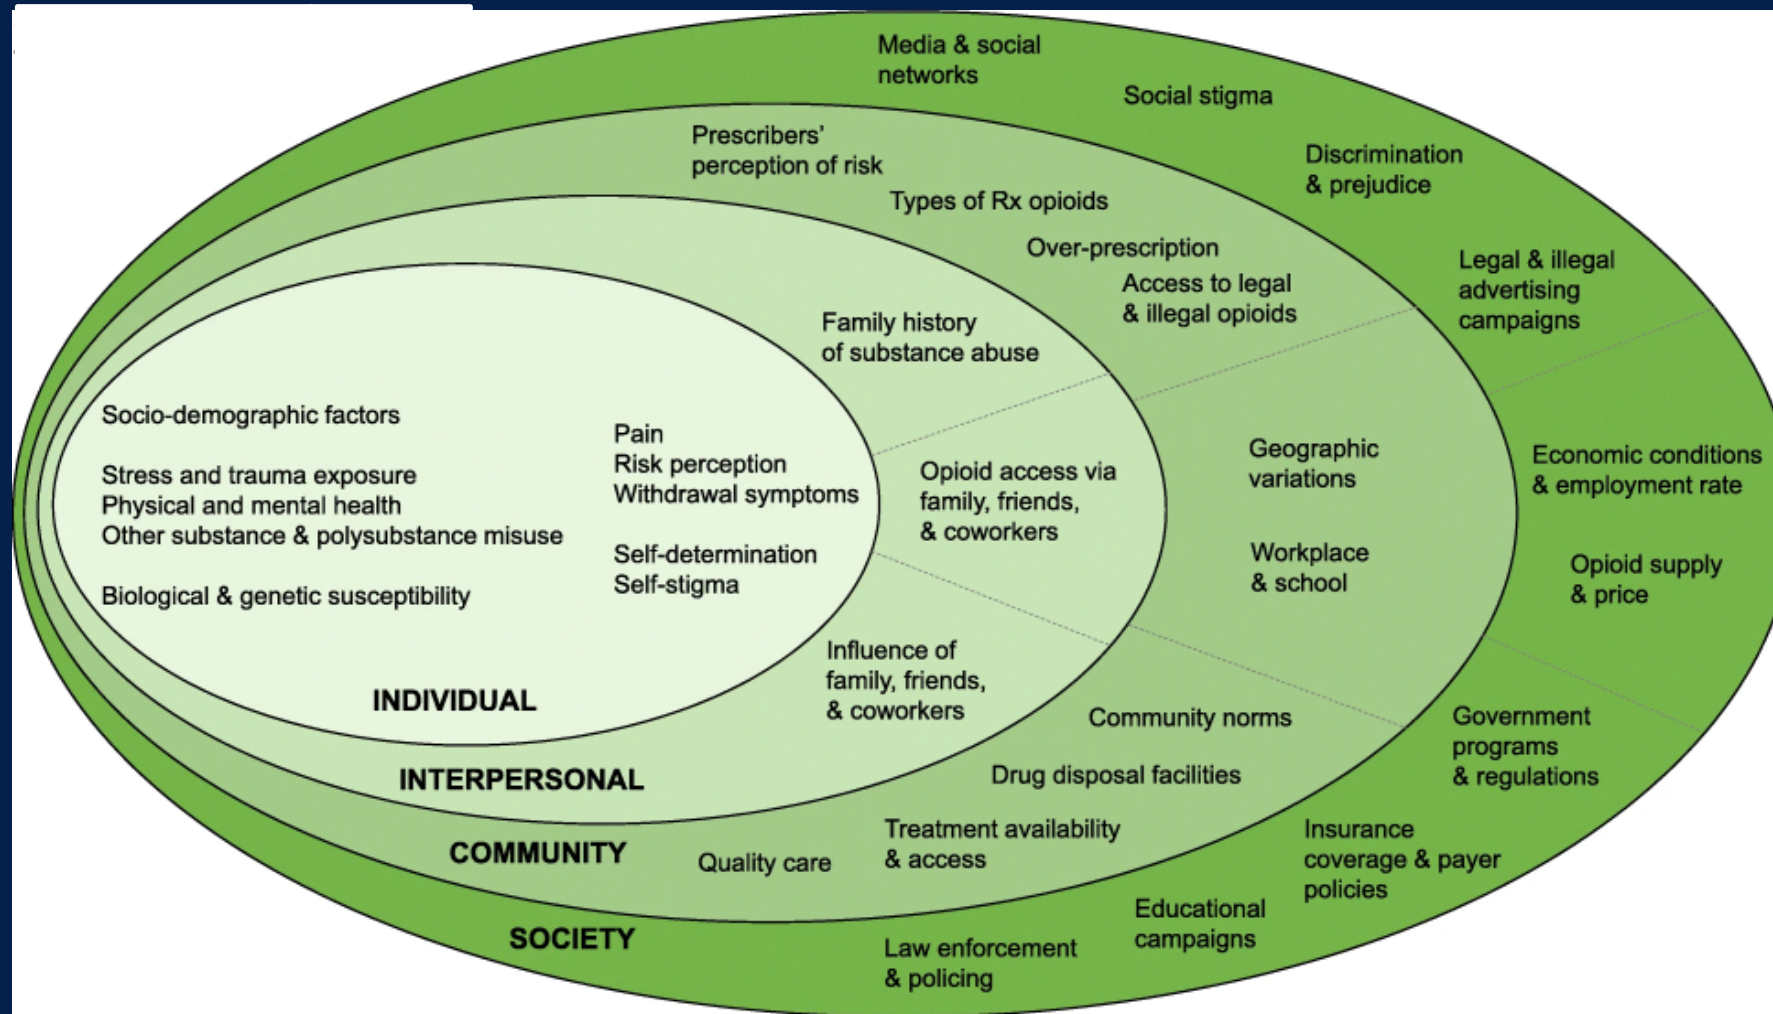 Media & social
networks
Social stigma
Discrimination
& prejudice
Legal & illegal
advertising
campaigns
Economic conditions
& employment rate
Opioid supply
& price
Government
programs
& regulations
Insurance
coverage & payer
policies
Educational
campaigns
Law enforcement
& policing
SOCIETY
Prescribers'
perception of risk
Types of Rx opioids
Over-prescription
Access to legal
& illegal opioids
Geographic
variations
Workplace
& school
Community norms
Drug disposal facilities
Treatment availability
& access
Quality care
COMMUNITY
Family history
of substance abuse
Opioid access via
family, friends,
& coworkers
Influence of
family, friends,
& coworkers
INTERPERSONAL
Socio-demographic factors
Stress and trauma exposure
Physical and mental health
Other substance & polysubstance misuse
Biological & genetic susceptibility
Pain
Risk perception
Withdrawal symptoms
Self-determination
Self-stigma
INDIVIDUAL